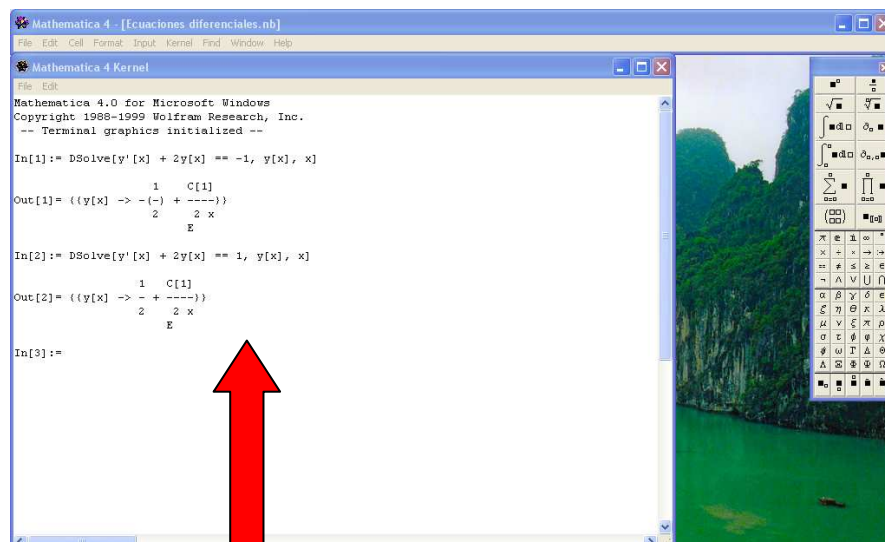 Mathematica 4 - [Ecuaciones diferenciales.nb]
File Edit Cell Format Input Kernel Find Window Help
Mathematica 4 Kernel
File Edit
Mathematica 4.0 for Microsoft Windows
Copyright 1988-1999 Wolfram Research, Inc.
-- Terminal graphics initialized --
In[1]:= DSolve[y'[x] + 2y[x] == -1, y[x], x]
1 C[1]
Out[1]= {{y[x] -> -(-) + ----}}
2 2 x
E
In[2]:= DSolve[y'[x] + 2y[x] == 1, y[x], x]
1 C[1]
Out[2]= {{y[x] -> - + ----}}
2 2 x
E
In[3]:=